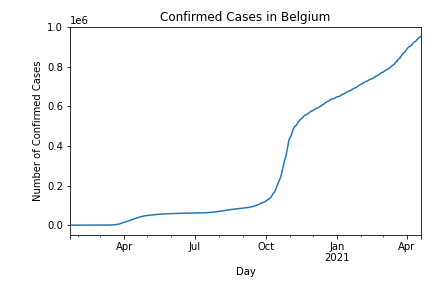 Confirmed Cases in Belgium
1e6
1.0
0.8
0.6
0.4
0.2
0.0
Number of Confirmed Cases
Apr Jul Oct Jan Apr
2021
Day